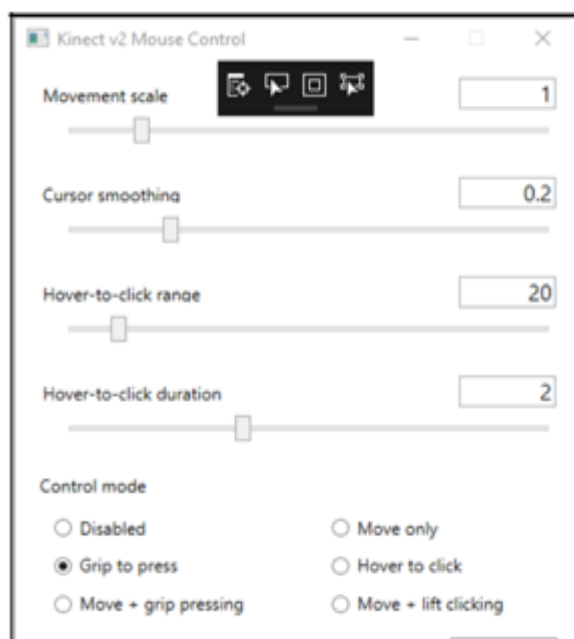 Kinect v2 Mouse Control
Movement scale 1
Cursor smoothing 0.2
Hover-to-click range 20
Hover-to-click duration 2
Control mode
Disabled Move only
Grip to press Hover to click
Move + grip pressing Move + lift clicking